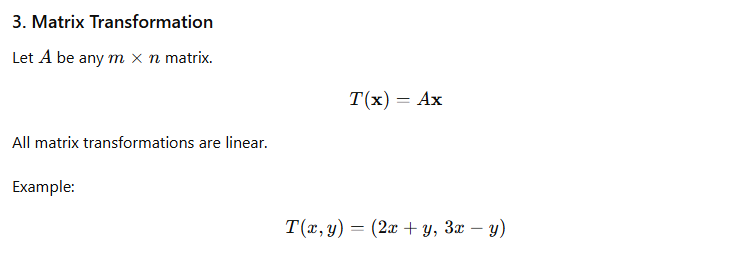 3. Matrix Transformation
Let A be any m × n matrix.
T(x) = Ax
All matrix transformations are linear.
Example:
T(x, y) = (2x + y, 3x − y)